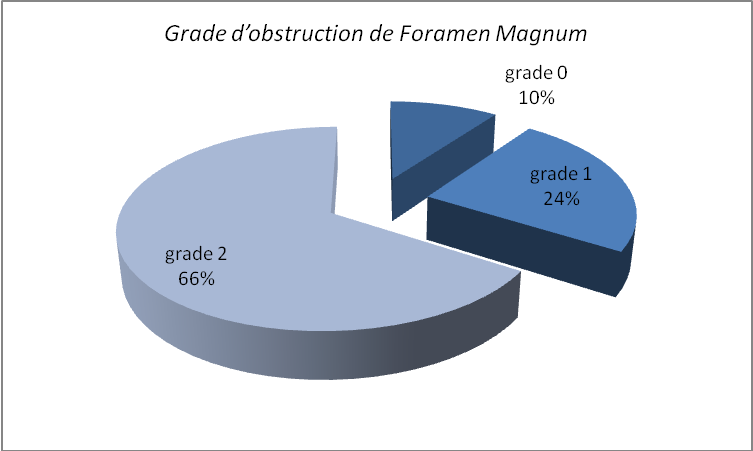 Grade d’obstruction de Foramen Magnum
grade 0
10%
grade 1
24%
grade 2
66%